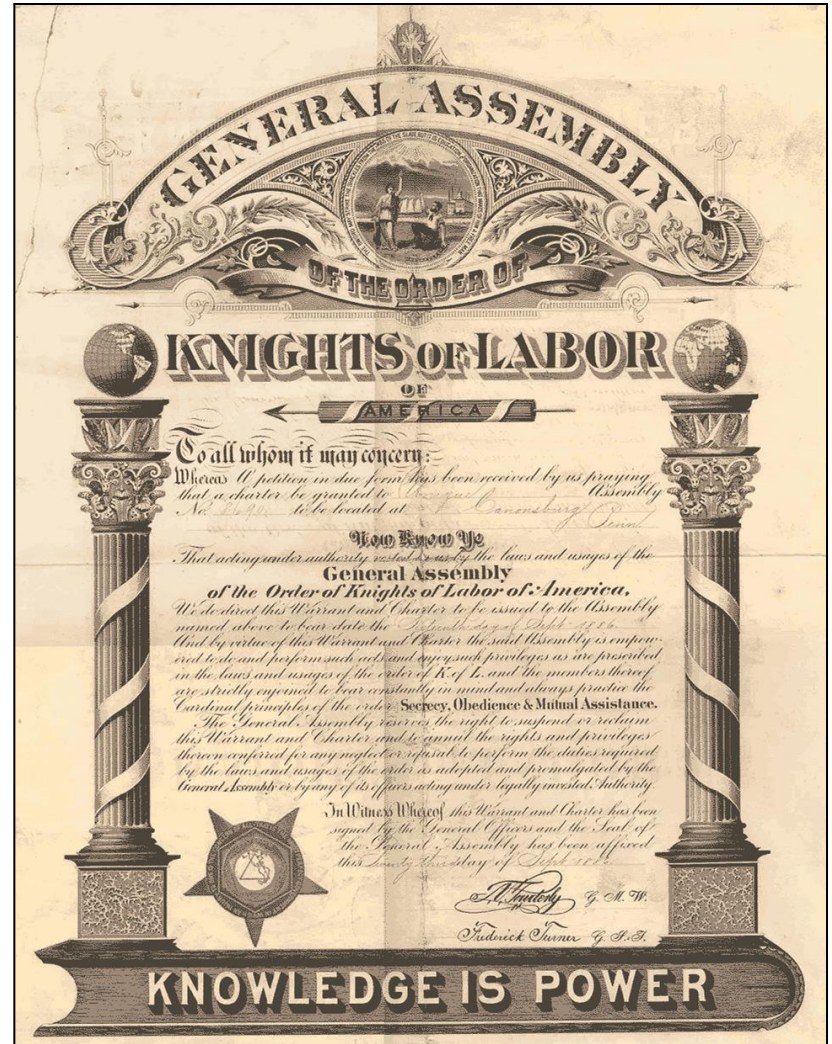 GENERAL ASSEMBLY
OF THE ORDER OF
KNIGHTS OF LABOR
OF
AMERICA
To all whom it may concern:
Whereas A petition in due form has been received by us praying
that a charter be granted to Assembly
No. to be located at Canonsburg
Penn
Now Know Ye
That acting under authority vested in us by the laws and usages of the
General Assembly
of the Order of Knights of Labor of America,
We do direct this Warrant and Charter to be issued to the Assembly
named above to bear date the day of Sept 1886
And by virtue of this Warrant and Charter the said Assembly is empow-
ered to do and perform such acts and enjoy such privileges as are prescribed
in the laws and usages of the order of K. of L. and the members thereof
are strictly enjoined to bear constantly in mind and always practice the
Cardinal principles of the order Secrecy, Obedience & Mutual Assistance.
The General Assembly reserves the right to suspend or reclaim
this Warrant and Charter and to annul the rights and privileges
thereon conferred for any neglect or refusal to perform the duties required
by the laws and usages of the order as adopted and promalgated by the
General Assembly or by any of its officers acting under legally invested Authority.
In Witness Whereof this Warrant and Charter has been
signed by the General Officers and the Seal of
the General Assembly has been affixed
this twenty third day of Sept 1886
T. V. Powderly G. M. W.
Frederick Turner G. S. T.
KNOWLEDGE IS POWER